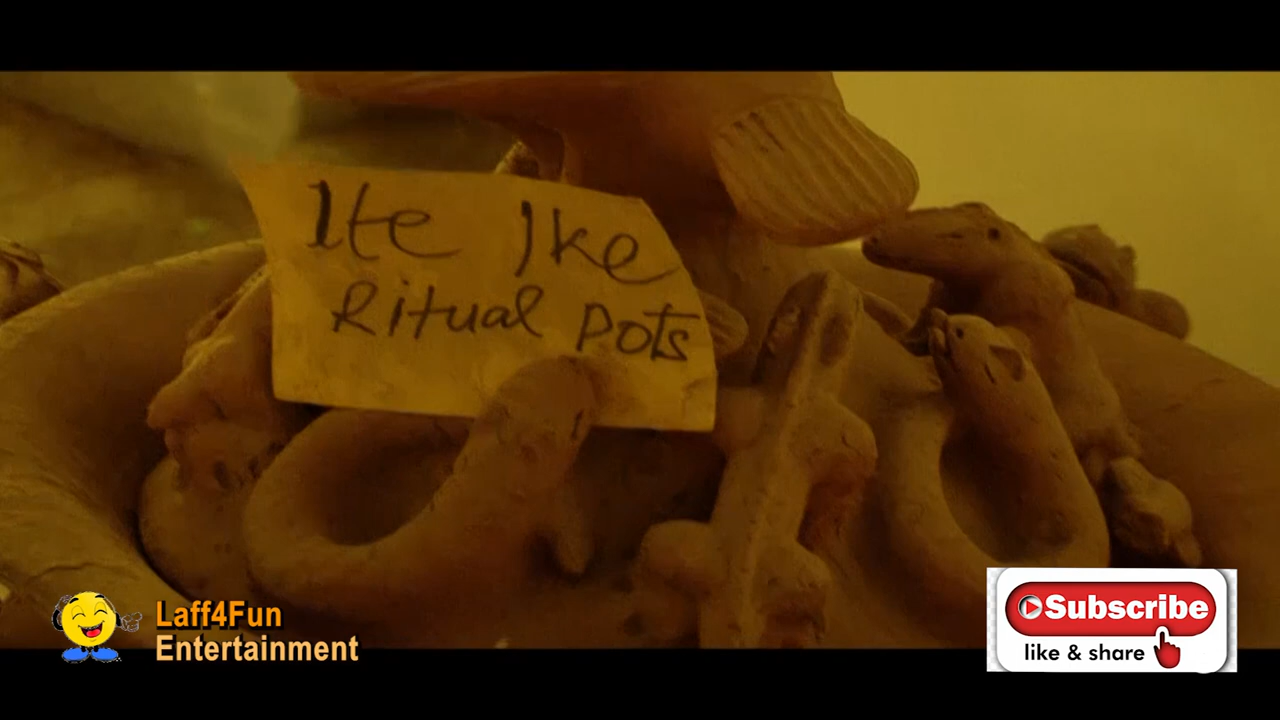 Ite Ike
Ritual pots
Laff4Fun
Entertainment
Subscribe
like & share